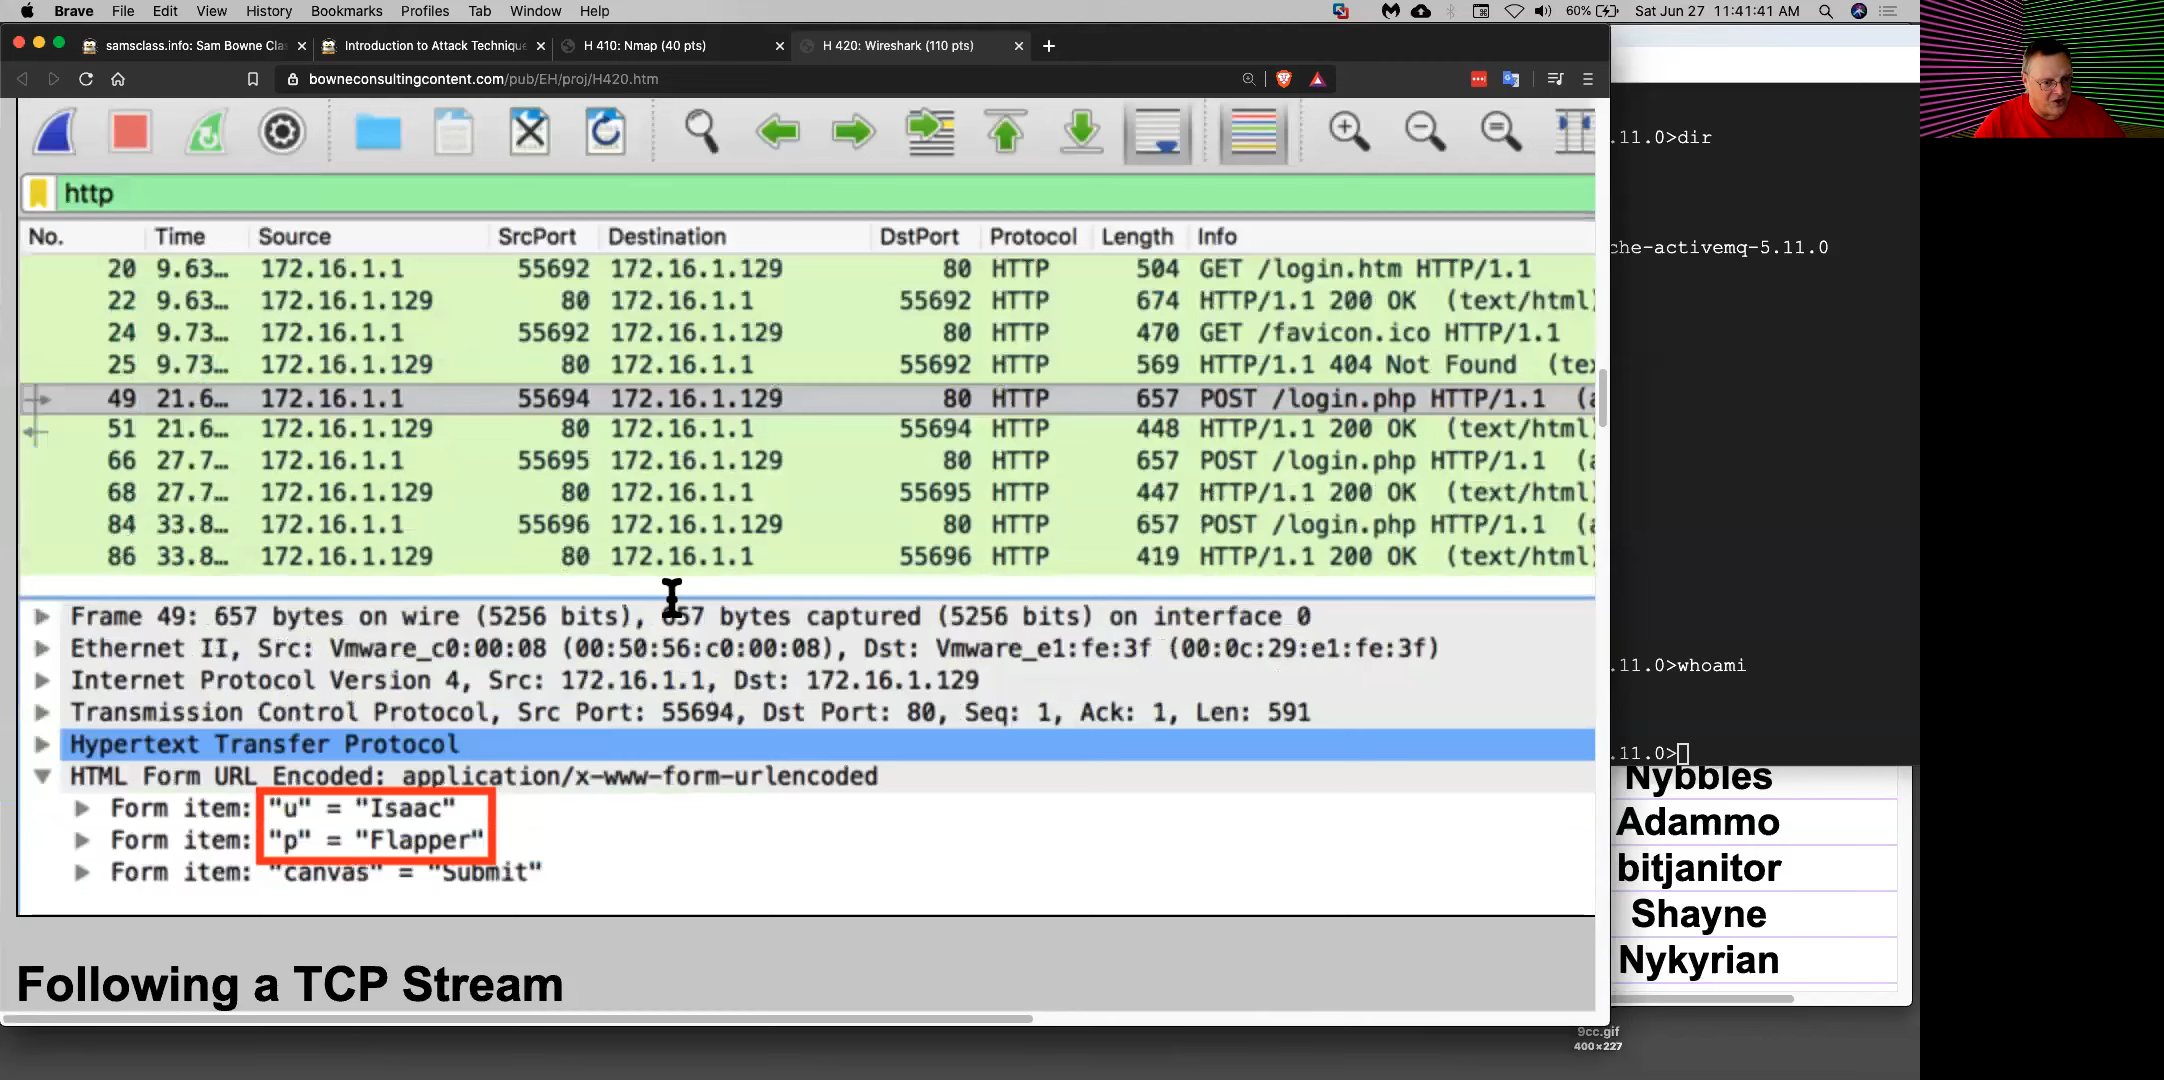 Brave File Edit View History Bookmarks Profiles Tab Window Help 60% Sat Jun 27 11:41:41 AM
samsclass.info: Sam Bowne Clas
Introduction to Attack Technique
H 410: Nmap (40 pts)
H 420: Wireshark (110 pts)
bowneconsultingcontent.com/pub/EH/proj/H420.htm
http
No. Time Source SrcPort Destination DstPort Protocol Length Info
20 9.63… 172.16.1.1 55692 172.16.1.129 80 HTTP 504 GET /login.htm HTTP/1.1
22 9.63… 172.16.1.129 80 172.16.1.1 55692 HTTP 674 HTTP/1.1 200 OK (text/html)
24 9.73… 172.16.1.1 55692 172.16.1.129 80 HTTP 470 GET /favicon.ico HTTP/1.1
25 9.73… 172.16.1.129 80 172.16.1.1 55692 HTTP 569 HTTP/1.1 404 Not Found (te
49 21.6… 172.16.1.1 55694 172.16.1.129 80 HTTP 657 POST /login.php HTTP/1.1 (a
51 21.6… 172.16.1.129 80 172.16.1.1 55694 HTTP 448 HTTP/1.1 200 OK (text/html)
66 27.7… 172.16.1.1 55695 172.16.1.129 80 HTTP 657 POST /login.php HTTP/1.1 (a
68 27.7… 172.16.1.129 80 172.16.1.1 55695 HTTP 447 HTTP/1.1 200 OK (text/html)
84 33.8… 172.16.1.1 55696 172.16.1.129 80 HTTP 657 POST /login.php HTTP/1.1 (a
86 33.8… 172.16.1.129 80 172.16.1.1 55696 HTTP 419 HTTP/1.1 200 OK (text/html)
Frame 49: 657 bytes on wire (5256 bits), 657 bytes captured (5256 bits) on interface 0
Ethernet II, Src: Vmware_c0:00:08 (00:50:56:c0:00:08), Dst: Vmware_e1:fe:3f (00:0c:29:e1:fe:3f)
Internet Protocol Version 4, Src: 172.16.1.1, Dst: 172.16.1.129
Transmission Control Protocol, Src Port: 55694, Dst Port: 80, Seq: 1, Ack: 1, Len: 591
Hypertext Transfer Protocol
HTML Form URL Encoded: application/x-www-form-urlencoded
Form item: "u" = "Isaac"
Form item: "p" = "Flapper"
Form item: "canvas" = "Submit"
Following a TCP Stream
.11.0>dir
che-activemq-5.11.0
.11.0>whoami
.11.0>
Nybbles
Adammo
bitjanitor
Shayne
Nykyrian
9cc.gif
400×227